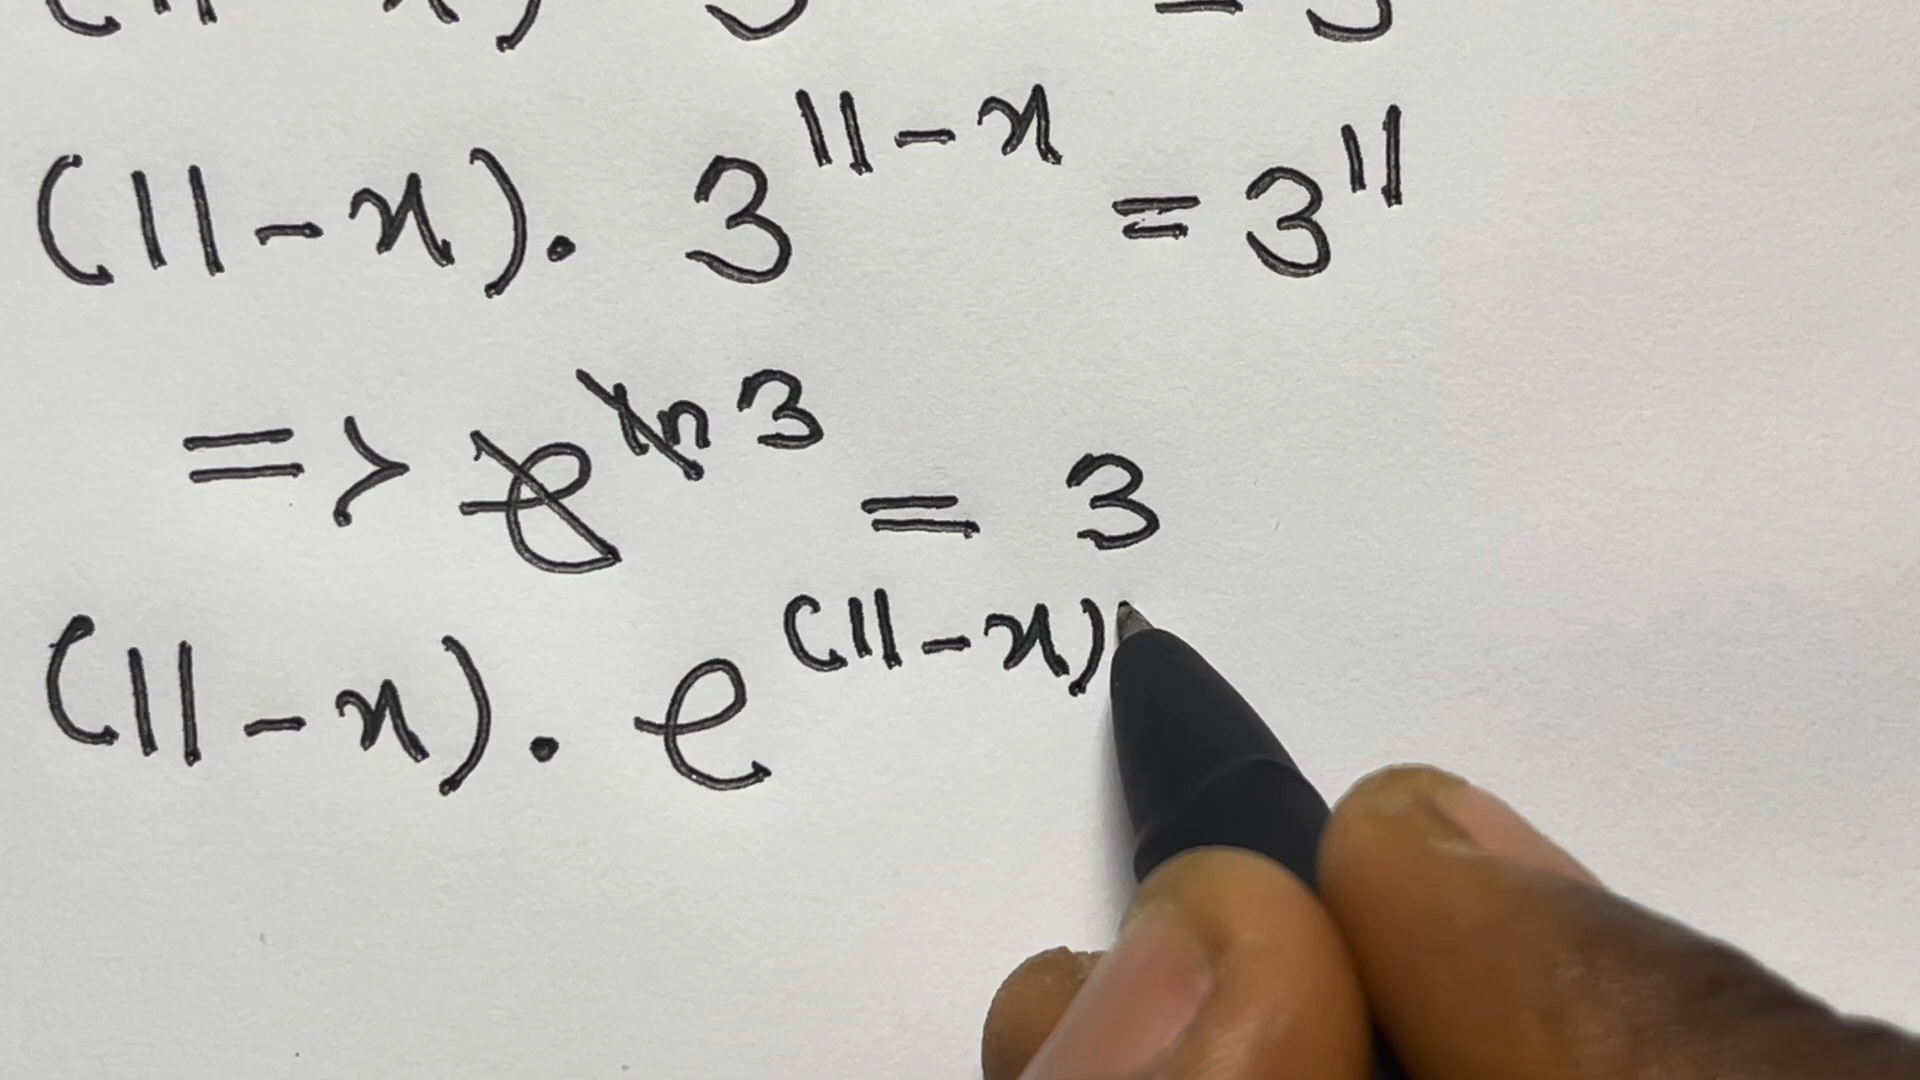 (11-x). 3^{11-x} = 3^{11}
=> e^{ln 3} = 3
(11-x). e^{(11-x)}